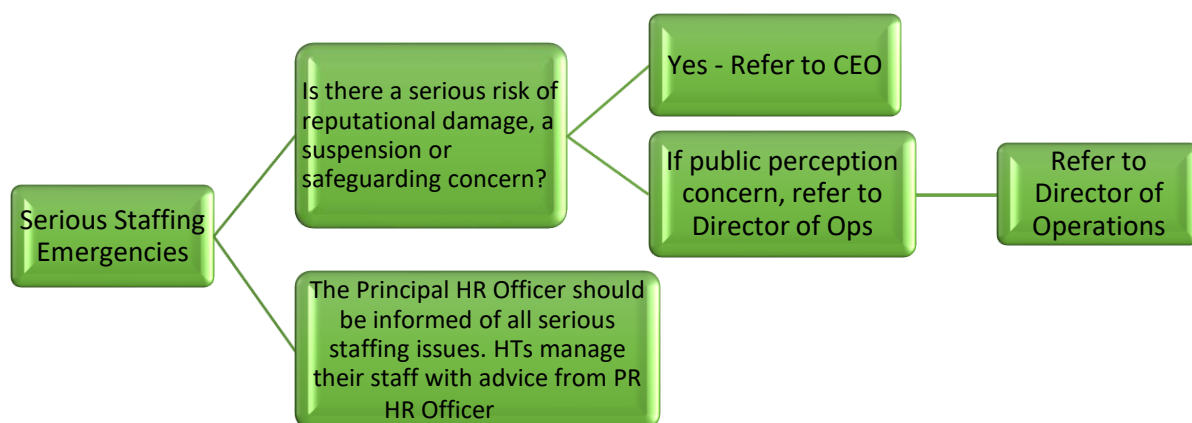 Serious Staffing
Emergencies
Is there a serious risk of
reputational damage, a
suspension or
safeguarding concern?
Yes - Refer to CEO
If public perception
concern, refer to
Director of Ops
Refer to
Director of
Operations
The Principal HR Officer should
be informed of all serious
staffing issues. HTs manage
their staff with advice from PR
HR Officer